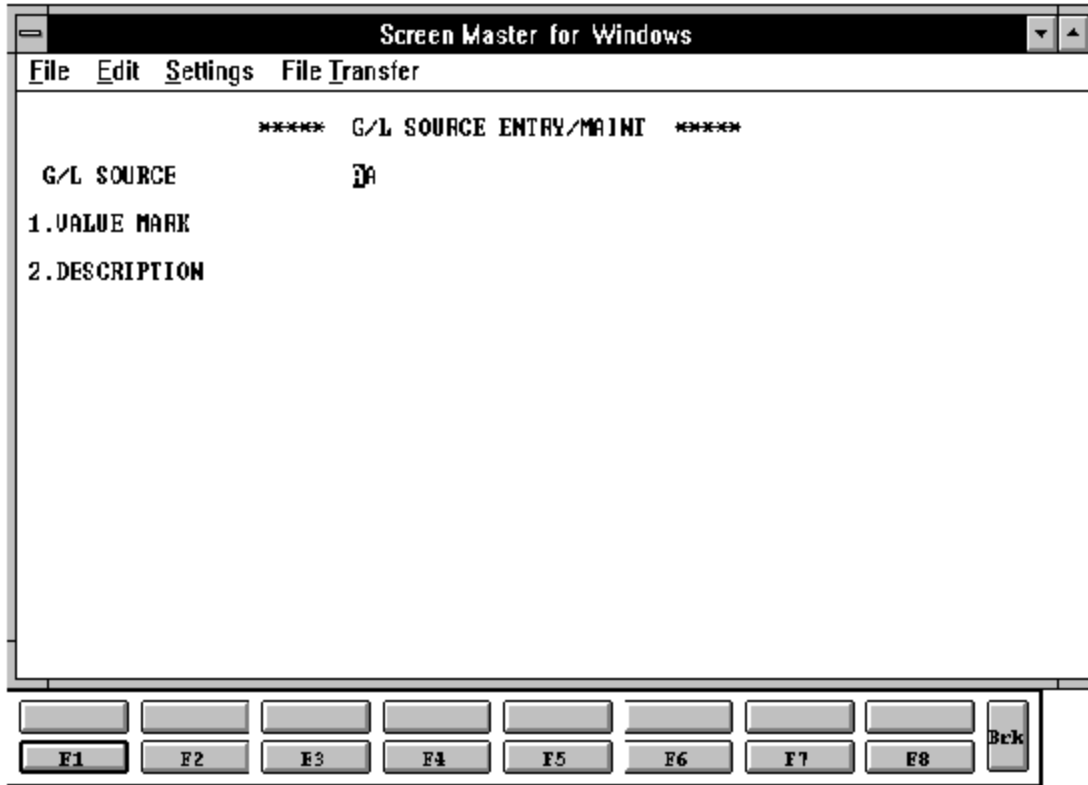 Screen Master for Windows
File Edit Settings File Transfer
***** G/L SOURCE ENTRY/MAINT *****
G/L SOURCE
1.VALUE MARK
2.DESCRIPTION
Brk
F1 F2 F3 F4 F5 F6 F7 F8